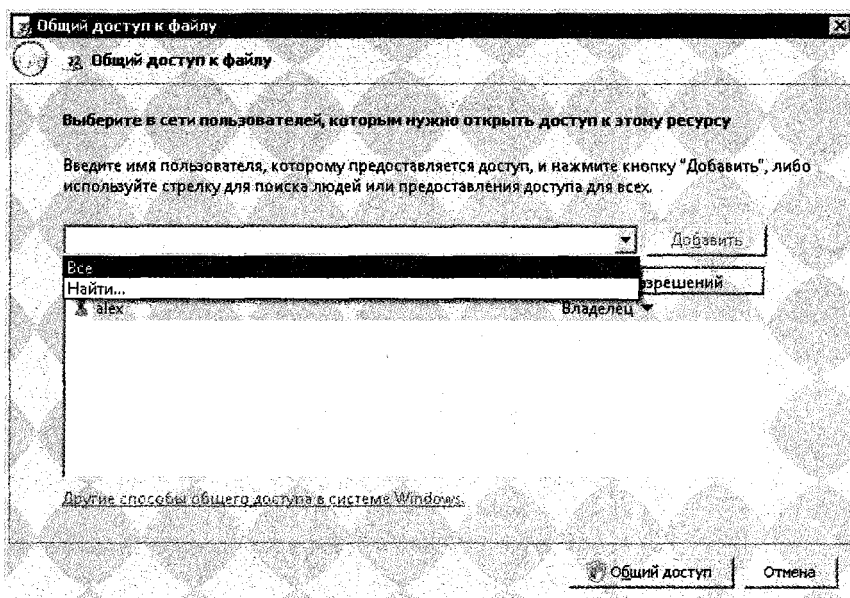 Общий доступ к файлу
Общий доступ к файлу
Выберите в сети пользователей, которым нужно открыть доступ к этому ресурсу
Введите имя пользователя, которому предоставляется доступ, и нажмите кнопку "Добавить", либо
используйте стрелку для поиска людей или предоставления доступа для всех.
Добавить
Все
Найти...
зрешений
alex Владелец
Другие способы общего доступа в системе Windows.
Общий доступ Отмена